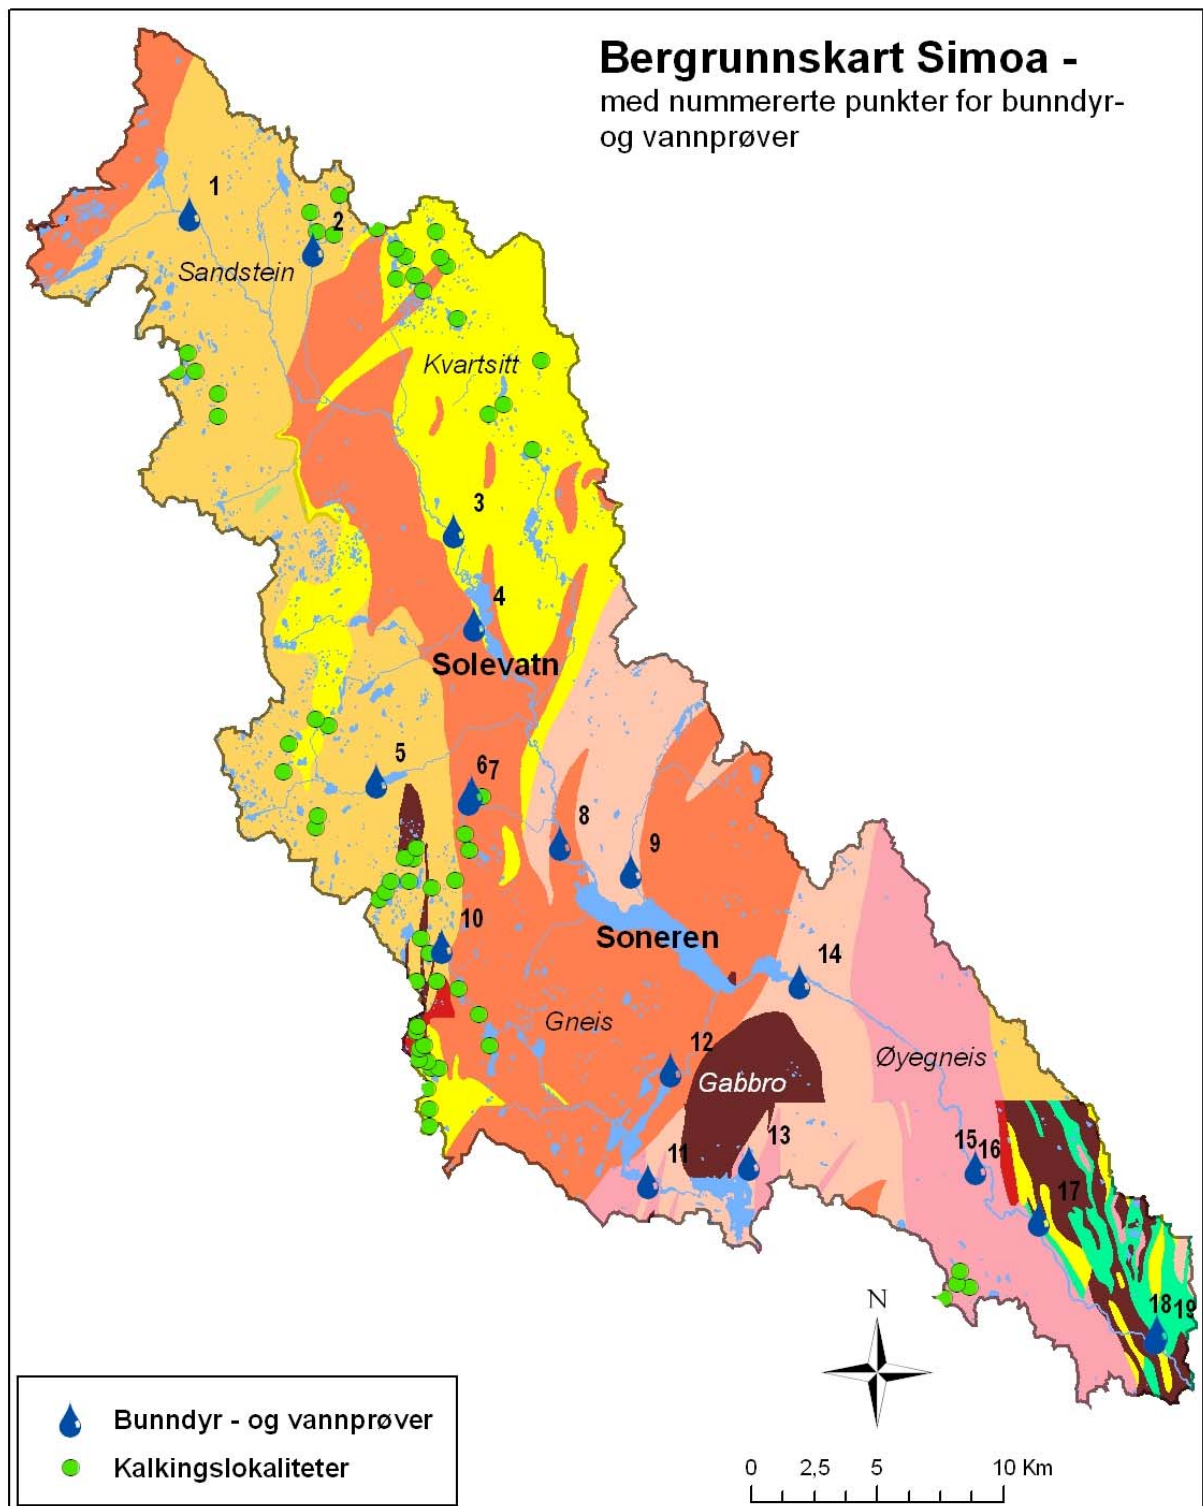 Bergrunnskart Simoa -
med nummererte punkter for bunndyr-
og vannprøver
1
2
Sandstein
Kvartsitt
3
4
Solevatn
5
67
8
9
10
Soneren
14
Gneis
12
Øyegneis
Gabbro
13
11
15
16
17
18
19
N
Bunndyr - og vannprøver
Kalkingslokaliteter
0 2,5 5 10 Km